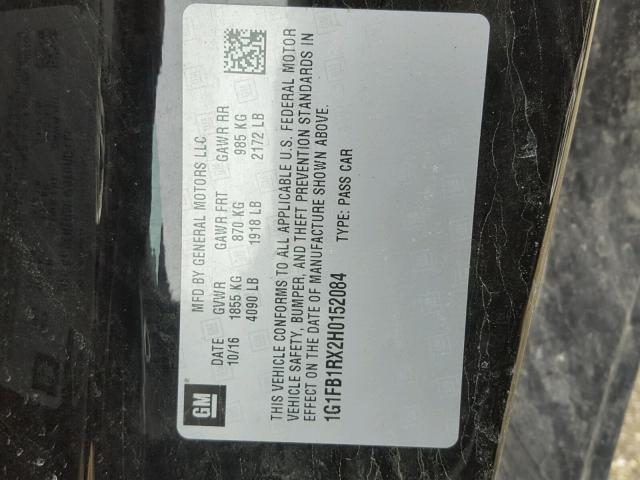 GM
MFD BY GENERAL MOTORS LLC
DATE GVWR GAWR FRT GAWR RR
10/16 1855 KG 870 KG 985 KG
4090 LB 1918 LB 2172 LB
THIS VEHICLE CONFORMS TO ALL APPLICABLE U.S. FEDERAL MOTOR
VEHICLE SAFETY, BUMPER, AND THEFT PREVENTION STANDARDS IN
EFFECT ON THE DATE OF MANUFACTURE SHOWN ABOVE.
1G1FB1RX2H0152084 TYPE: PASS CAR